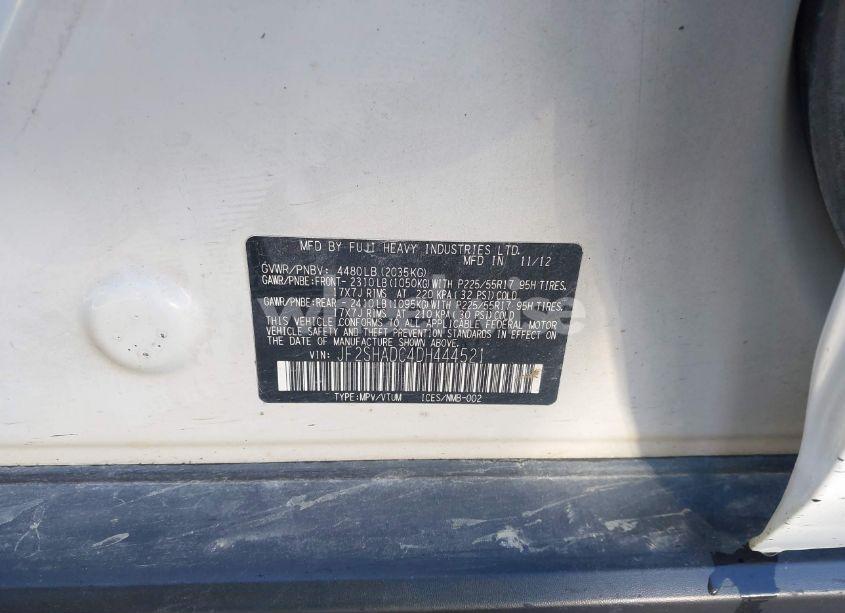 MFD BY FUJI HEAVY INDUSTRIES LTD.
MFD IN 11/12
GVWR/PNBV: 4480LB(2035KG)
GAWR/PNBE:FRONT- 2310LB(1050KG)WITH P225/55R17 95H TIRES,
17X7J RIMS AT 220 KPA(32 PSI)COLD
GAWR/PNBE:REAR - 2410LB(1095KG)WITH P225/55R17 95H TIRES,
17X7J RIMS AT 210 KPA(30 PSI)COLD
THIS VEHICLE CONFORMS TO ALL APPLICABLE FEDERAL MOTOR
VEHICLE SAFETY AND THEFT PREVENTION STANDARDS IN EFFECT
ON THE DATE OF MANUFACTURE SHOWN ABOVE.
VIN: JF2SHADC4DH444521
TYPE:MPV/VTUM ICES/NMB-002